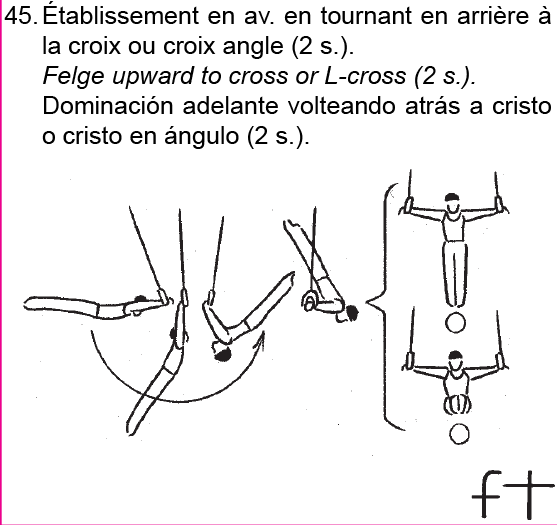 45. Établissement en av. en tournant en arrière à
la croix ou croix angle (2 s.).
Felge upward to cross or L-cross (2 s.).
Dominación adelante volteando atrás a cristo
o cristo en ángulo (2 s.).